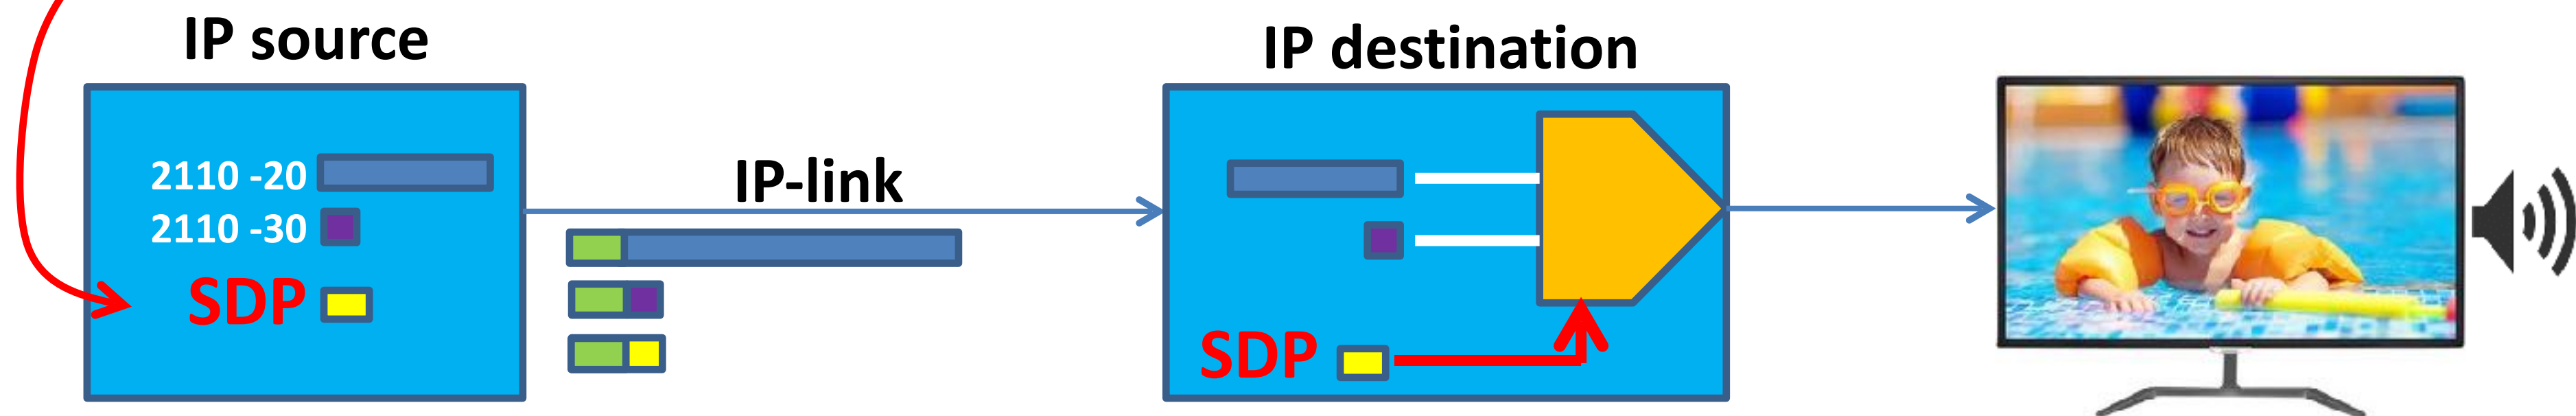 IP source
2110 -20
2110 -30
SDP
IP-link
IP destination
SDP